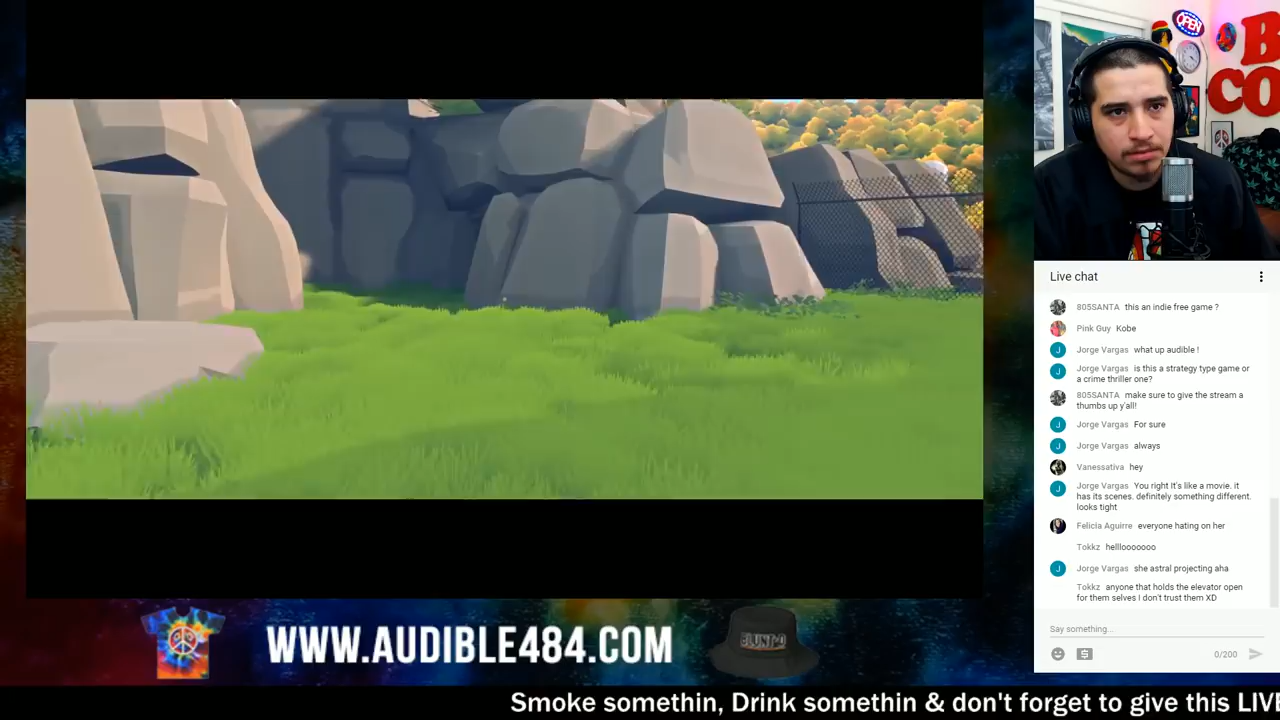 OPEN
B
CO
Live chat
805SANTA this an indie free game ?
Pink Guy Kobe
Jorge Vargas what up audible !
Jorge Vargas is this a strategy type game or
a crime thriller one?
805SANTA make sure to give the stream a
thumbs up y'all!
Jorge Vargas For sure
Jorge Vargas always
Vanessativa hey
Jorge Vargas You right It's like a movie. it
has its scenes. definitely something different.
looks tight
Felicia Aguirre everyone hating on her
Tokkz helllooooooo
Jorge Vargas she astral projecting aha
Tokkz anyone that holds the elevator open
for them selves I don't trust them XD
Say something...
0/200
WWW.AUDIBLE484.COM
Smoke somethin, Drink somethin & don't forget to give this LIVE